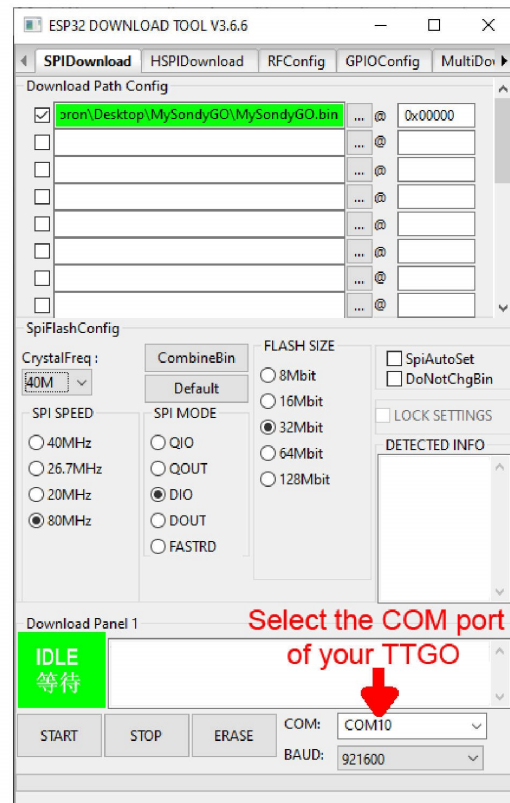 ESP32 DOWNLOAD TOOL V3.6.6
SPIDownload HSPIDownload RFConfig GPIOConfig MultiDov
Download Path Config
oron\Desktop\MySondyGO\MySondyGO.bin ... @ 0x00000
... @
... @
... @
... @
... @
... @
... @
SpiFlashConfig
CrystalFreq :
40M
CombineBin
Default
SPI SPEED
40MHz
26.7MHz
20MHz
80MHz
SPI MODE
QIO
QOUT
DIO
DOUT
FASTRD
FLASH SIZE
8Mbit
16Mbit
32Mbit
64Mbit
128Mbit
SpiAutoSet
DoNotChgBin
LOCK SETTINGS
DETECTED INFO
Download Panel 1
IDLE
等待
Select the COM port
of your TTGO
START STOP ERASE
COM: COM10
BAUD: 921600